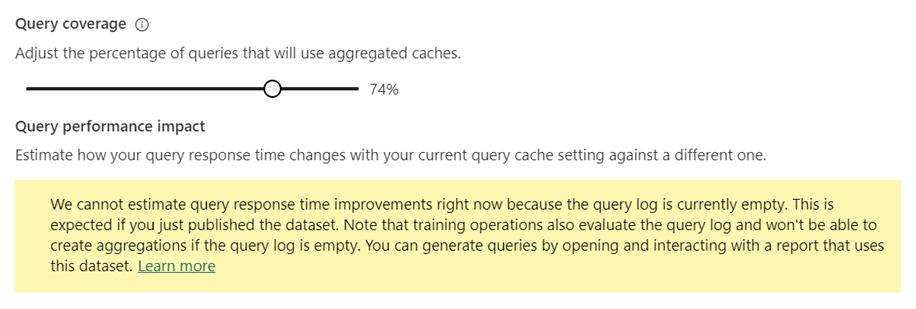 Query coverage
Adjust the percentage of queries that will use aggregated caches.
74%
Query performance impact
Estimate how your query response time changes with your current query cache setting against a different one.
We cannot estimate query response time improvements right now because the query log is currently empty. This is
expected if you just published the dataset. Note that training operations also evaluate the query log and won't be able to
create aggregations if the query log is empty. You can generate queries by opening and interacting with a report that uses
this dataset. Learn more